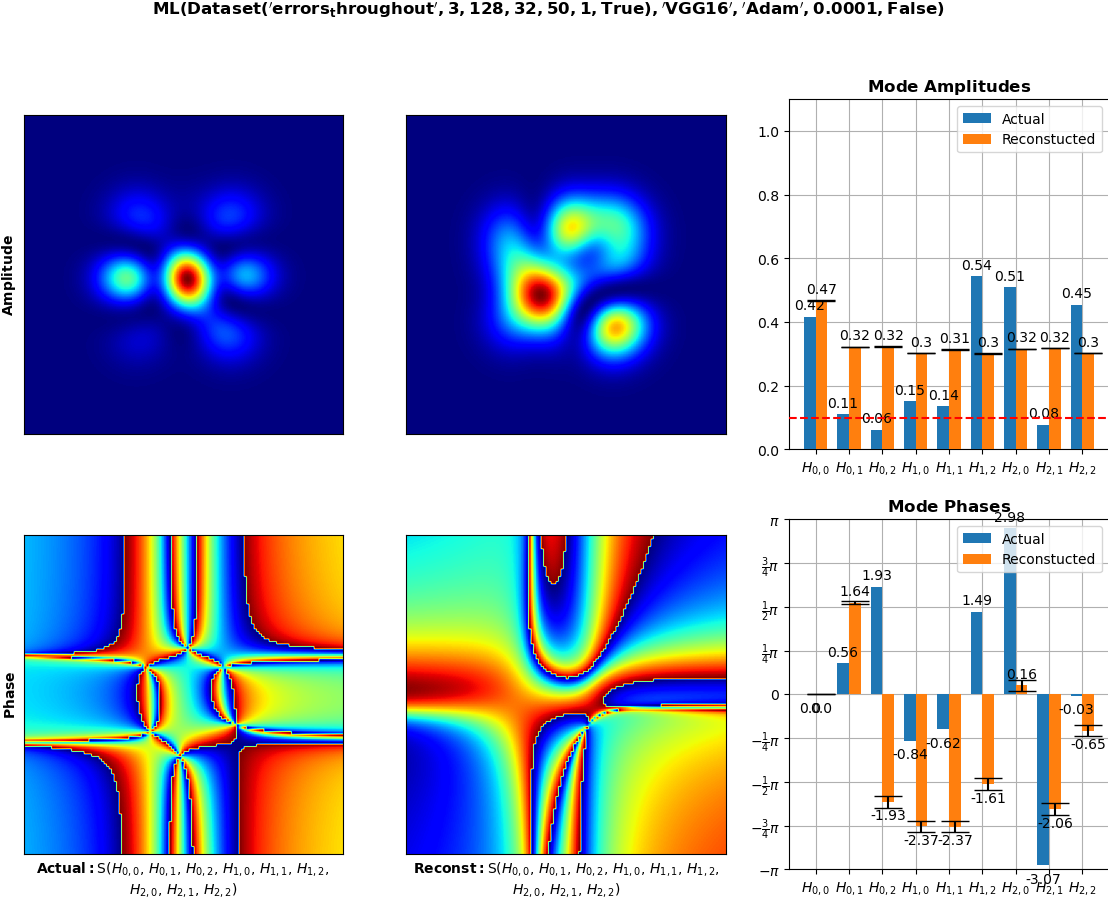 ML(Dataset('errors_throughout', 3, 128, 32, 50, 1, True), 'VGG16', 'Adam', 0.0001, False)
Amplitude
Mode Amplitudes
Actual
Reconstucted
1.0
0.8
0.6
0.4
0.2
0.0
0.42
0.47
0.11
0.32
0.06
0.32
0.15
0.3
0.14
0.31
0.54
0.3
0.51
0.32
0.08
0.32
0.45
0.3
H0,0 H0,1 H0,2 H1,0 H1,1 H1,2 H2,0 H2,1 H2,2
Phase
Actual: S(H0,0, H0,1, H0,2, H1,0, H1,1, H1,2,
H2,0, H2,1, H2,2)
Reconst: S(H0,0, H0,1, H0,2, H1,0, H1,1, H1,2,
H2,0, H2,1, H2,2)
Mode Phases
Actual
Reconstucted
π
3/4π
1/2π
1/4π
0
−1/4π
−1/2π
−3/4π
−π
0.0
0.0
0.56
1.64
1.93
-1.93
-0.84
-2.37
-0.62
-2.37
1.49
-1.61
2.98
0.16
-3.07
-2.06
-0.03
-0.65
H0,0 H0,1 H0,2 H1,0 H1,1 H1,2 H2,0 H2,1 H2,2